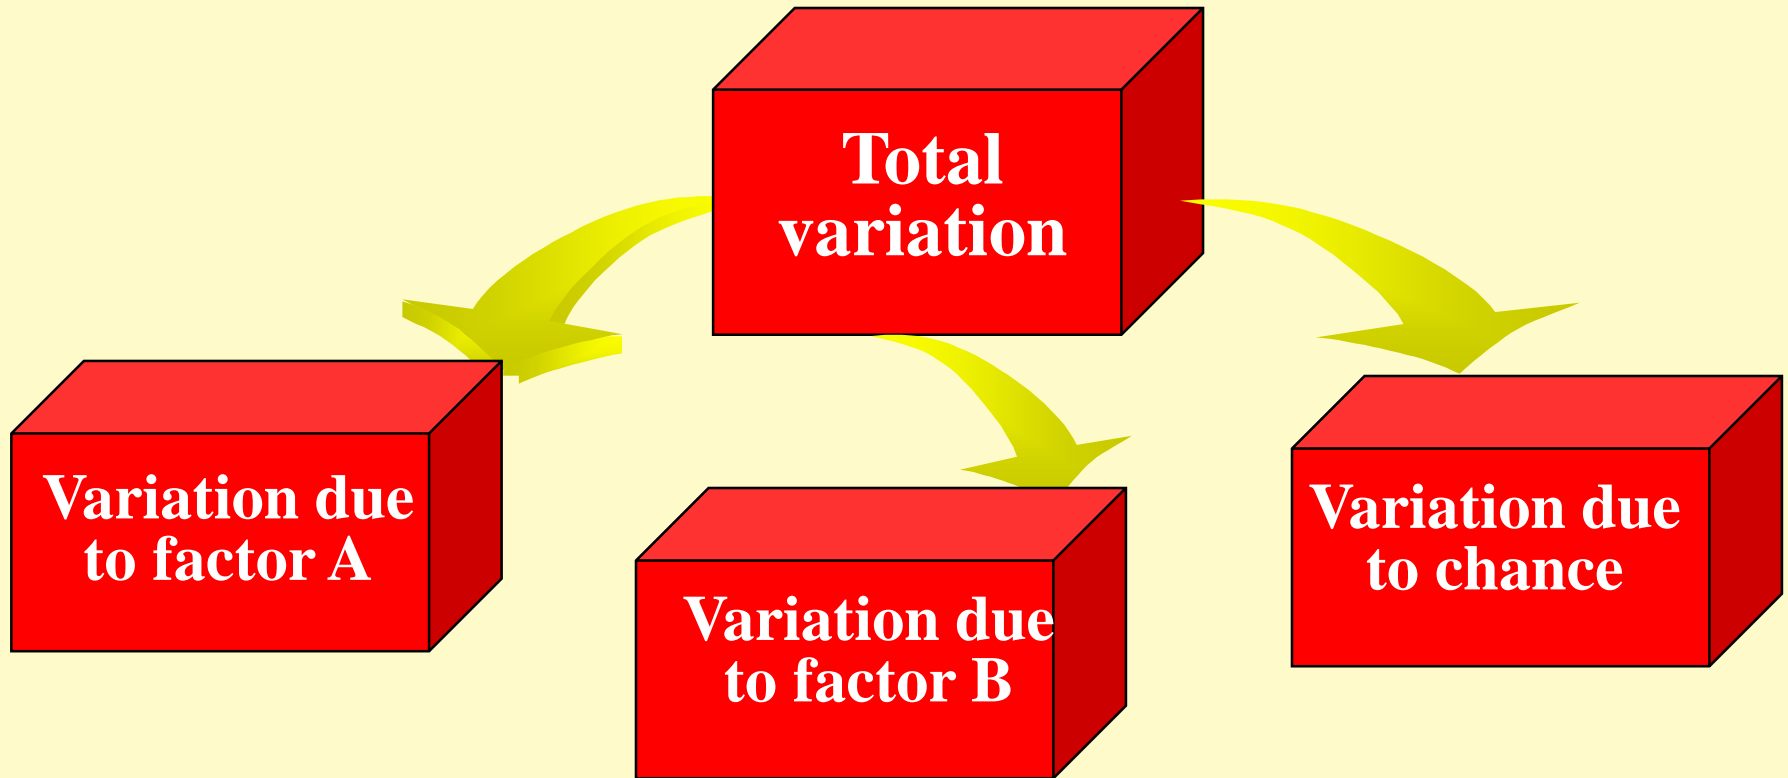 Total
variation
Variation due
to factor A
Variation due
to factor B
Variation due
to chance